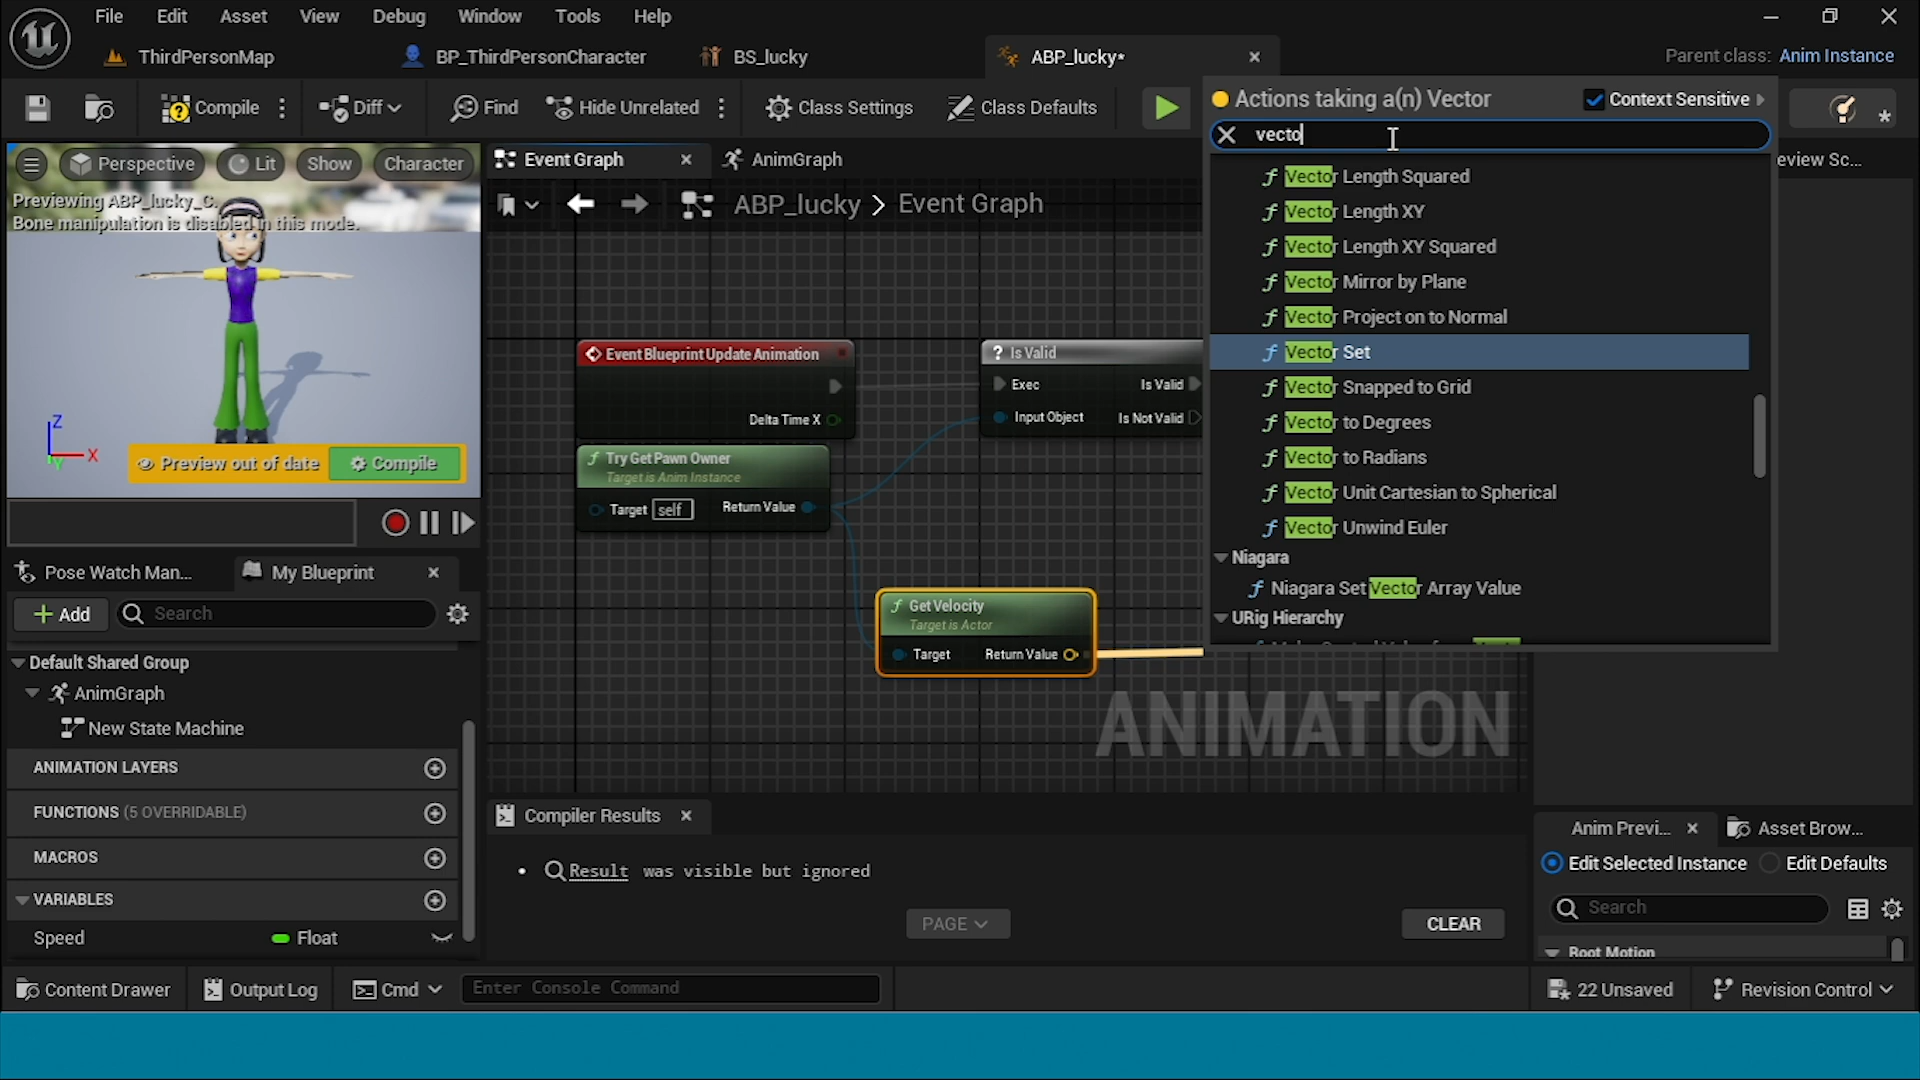 File Edit Asset View Debug Window Tools Help
ThirdPersonMap BP_ThirdPersonCharacter BS_lucky ABP_lucky* Parent class: Anim Instance
Compile Diff Find Hide Unrelated Class Settings Class Defaults
Actions taking a(n) Vector Context Sensitive
vecto
Perspective Lit Show Character
Event Graph AnimGraph eview Sc...
Previewing ABP_lucky_C.
Bone manipulation is disabled in this mode.
ABP_lucky > Event Graph
Vector Length Squared
Vector Length XY
Vector Length XY Squared
Vector Mirror by Plane
Vector Project on to Normal
Vector Set
Vector Snapped to Grid
Vector to Degrees
Vector to Radians
Vector Unit Cartesian to Spherical
Vector Unwind Euler
Niagara
Niagara Set Vector Array Value
URig Hierarchy
Event Blueprint Update Animation
Delta Time X
? Is Valid
Exec Is Valid
Input Object Is Not Valid
Try Get Pawn Owner
Target is Anim Instance
Target self Return Value
Get Velocity
Target is Actor
Target Return Value
ANIMATION
Z
X
Y
Preview out of date Compile
Pose Watch Man... My Blueprint
+ Add Search
Default Shared Group
AnimGraph
New State Machine
ANIMATION LAYERS
FUNCTIONS (5 OVERRIDABLE)
MACROS
VARIABLES
Speed Float
Compiler Results
• Result was visible but ignored
PAGE CLEAR
Anim Previ... Asset Brow...
Edit Selected Instance Edit Defaults
Search
Root Motion
Content Drawer Output Log Cmd Enter Console Command 22 Unsaved Revision Control